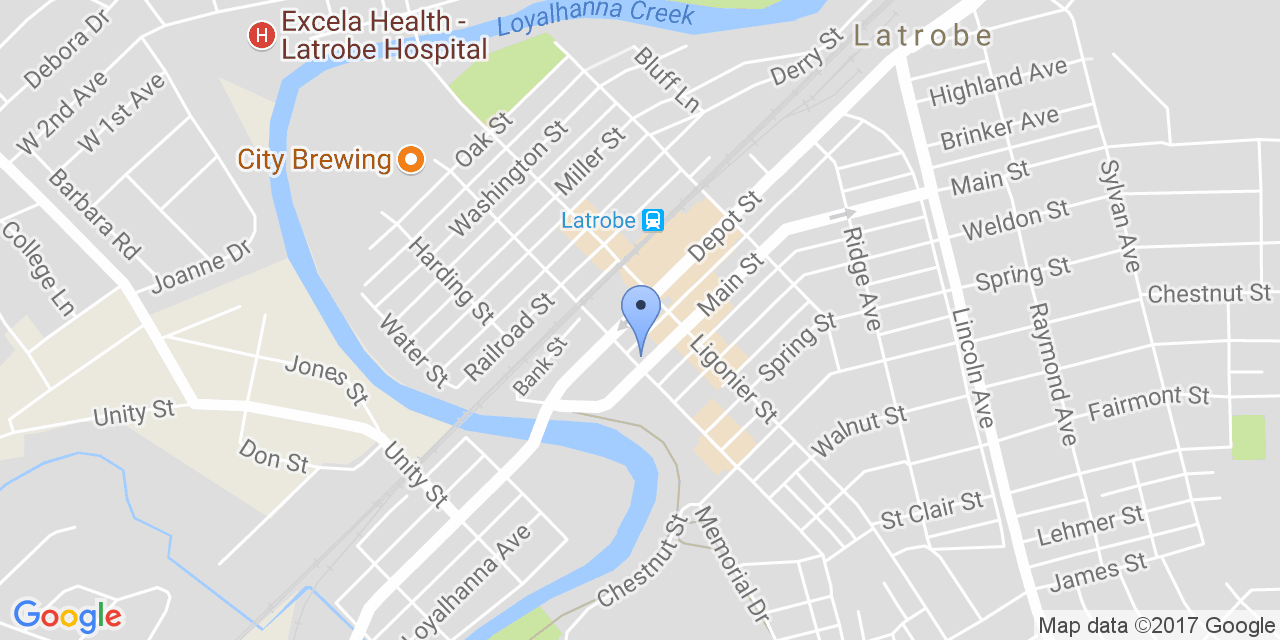 Debora Dr
Excela Health -
Latrobe Hospital
H
Loyalhanna Creek
Latrobe
Derry St
Bluff Ln
Highland Ave
W 2nd Ave
W 1st Ave
Brinker Ave
Oak St
City Brewing
Washington St
Miller St
Main St
Sylvan Ave
Barbara Rd
Latrobe
Depot St
Weldon St
College Ln
Joanne Dr
Harding St
Main St
Ridge Ave
Spring St
Chestnut St
Railroad St
Water St
Bank St
Spring St
Ligonier St
Lincoln Ave
Raymond Ave
Jones St
Unity St
Fairmont St
Walnut St
Don St
Unity St
St Clair St
Lehmer St
Loyalhanna Ave
Chestnut St
Memorial Dr
James St
Google
Map data ©2017 Google